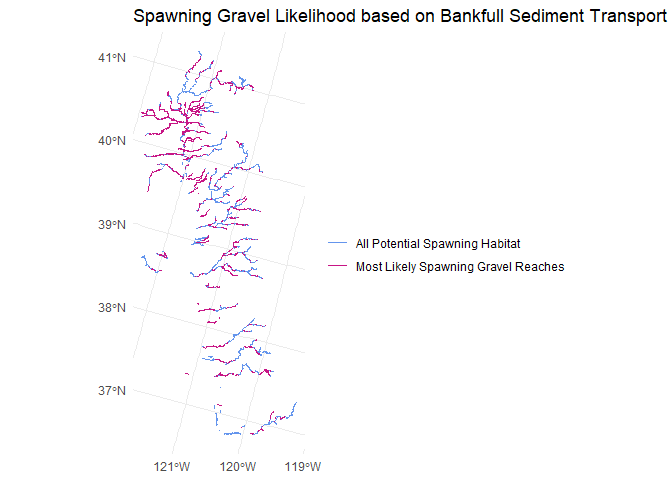 Spawning Gravel Likelihood based on Bankfull Sediment Transport
41°N
40°N
39°N
38°N
37°N
All Potential Spawning Habitat
Most Likely Spawning Gravel Reaches
121°W
120°W
119°W